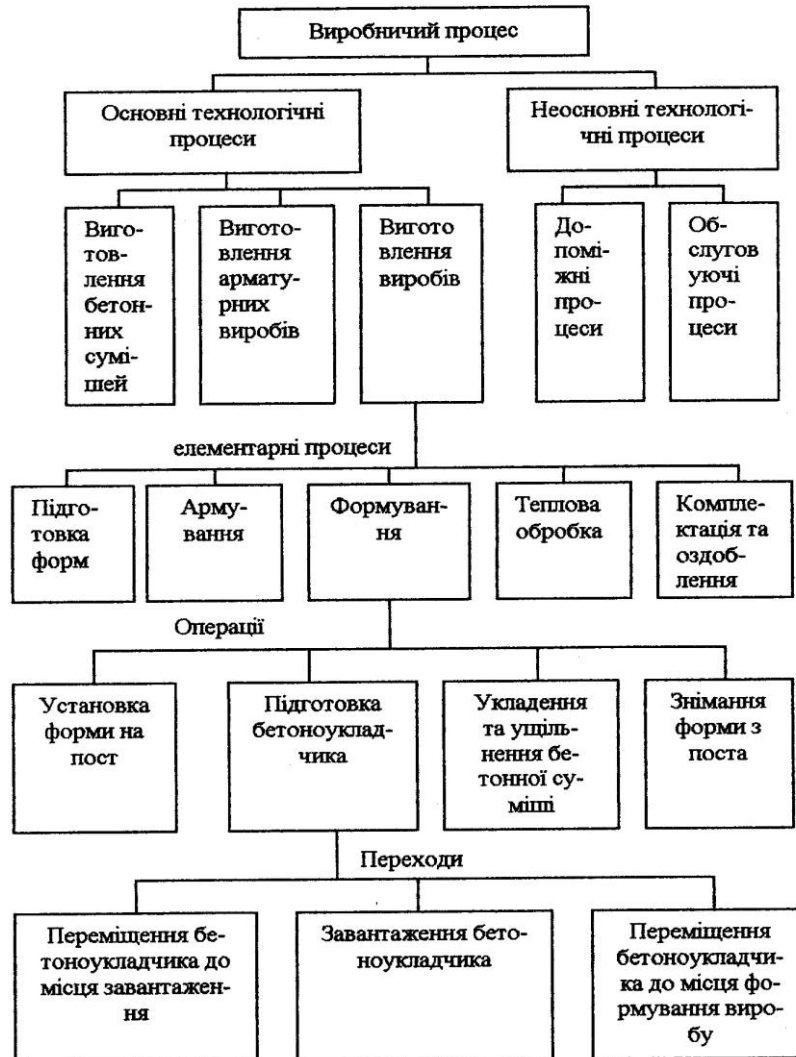 Виробничий процес
Основні технологічні
процеси
Неосновні технологі-
чні процеси
Виго-
тов-
лення
бетон-
них
сумі-
шей
Вигото-
влення
армату-
рних
виробів
Вигото
влення
виробів
До-
помі-
жні
про-
цеси
Об-
слугов
уючі
про-
цеси
елементарні процеси
Підго-
товка
форм
Арму-
вання
Формуван-
ня
Теплова
обробка
Компле-
ктація та
оздоб-
лення
Операції
Установка
форми на
пост
Підготовка
бетоноуклад-
чика
Укладення
та ущіль-
нення бе-
тонної су-
міші
Знімання
форми з
поста
Переходи
Переміщення бе-
тоноукладчика до
місця завантажен-
ня
Завантаження бето-
ноукладчика
Переміщення
бетоноукладчи-
ка до місця фо-
рмування виро-
бу